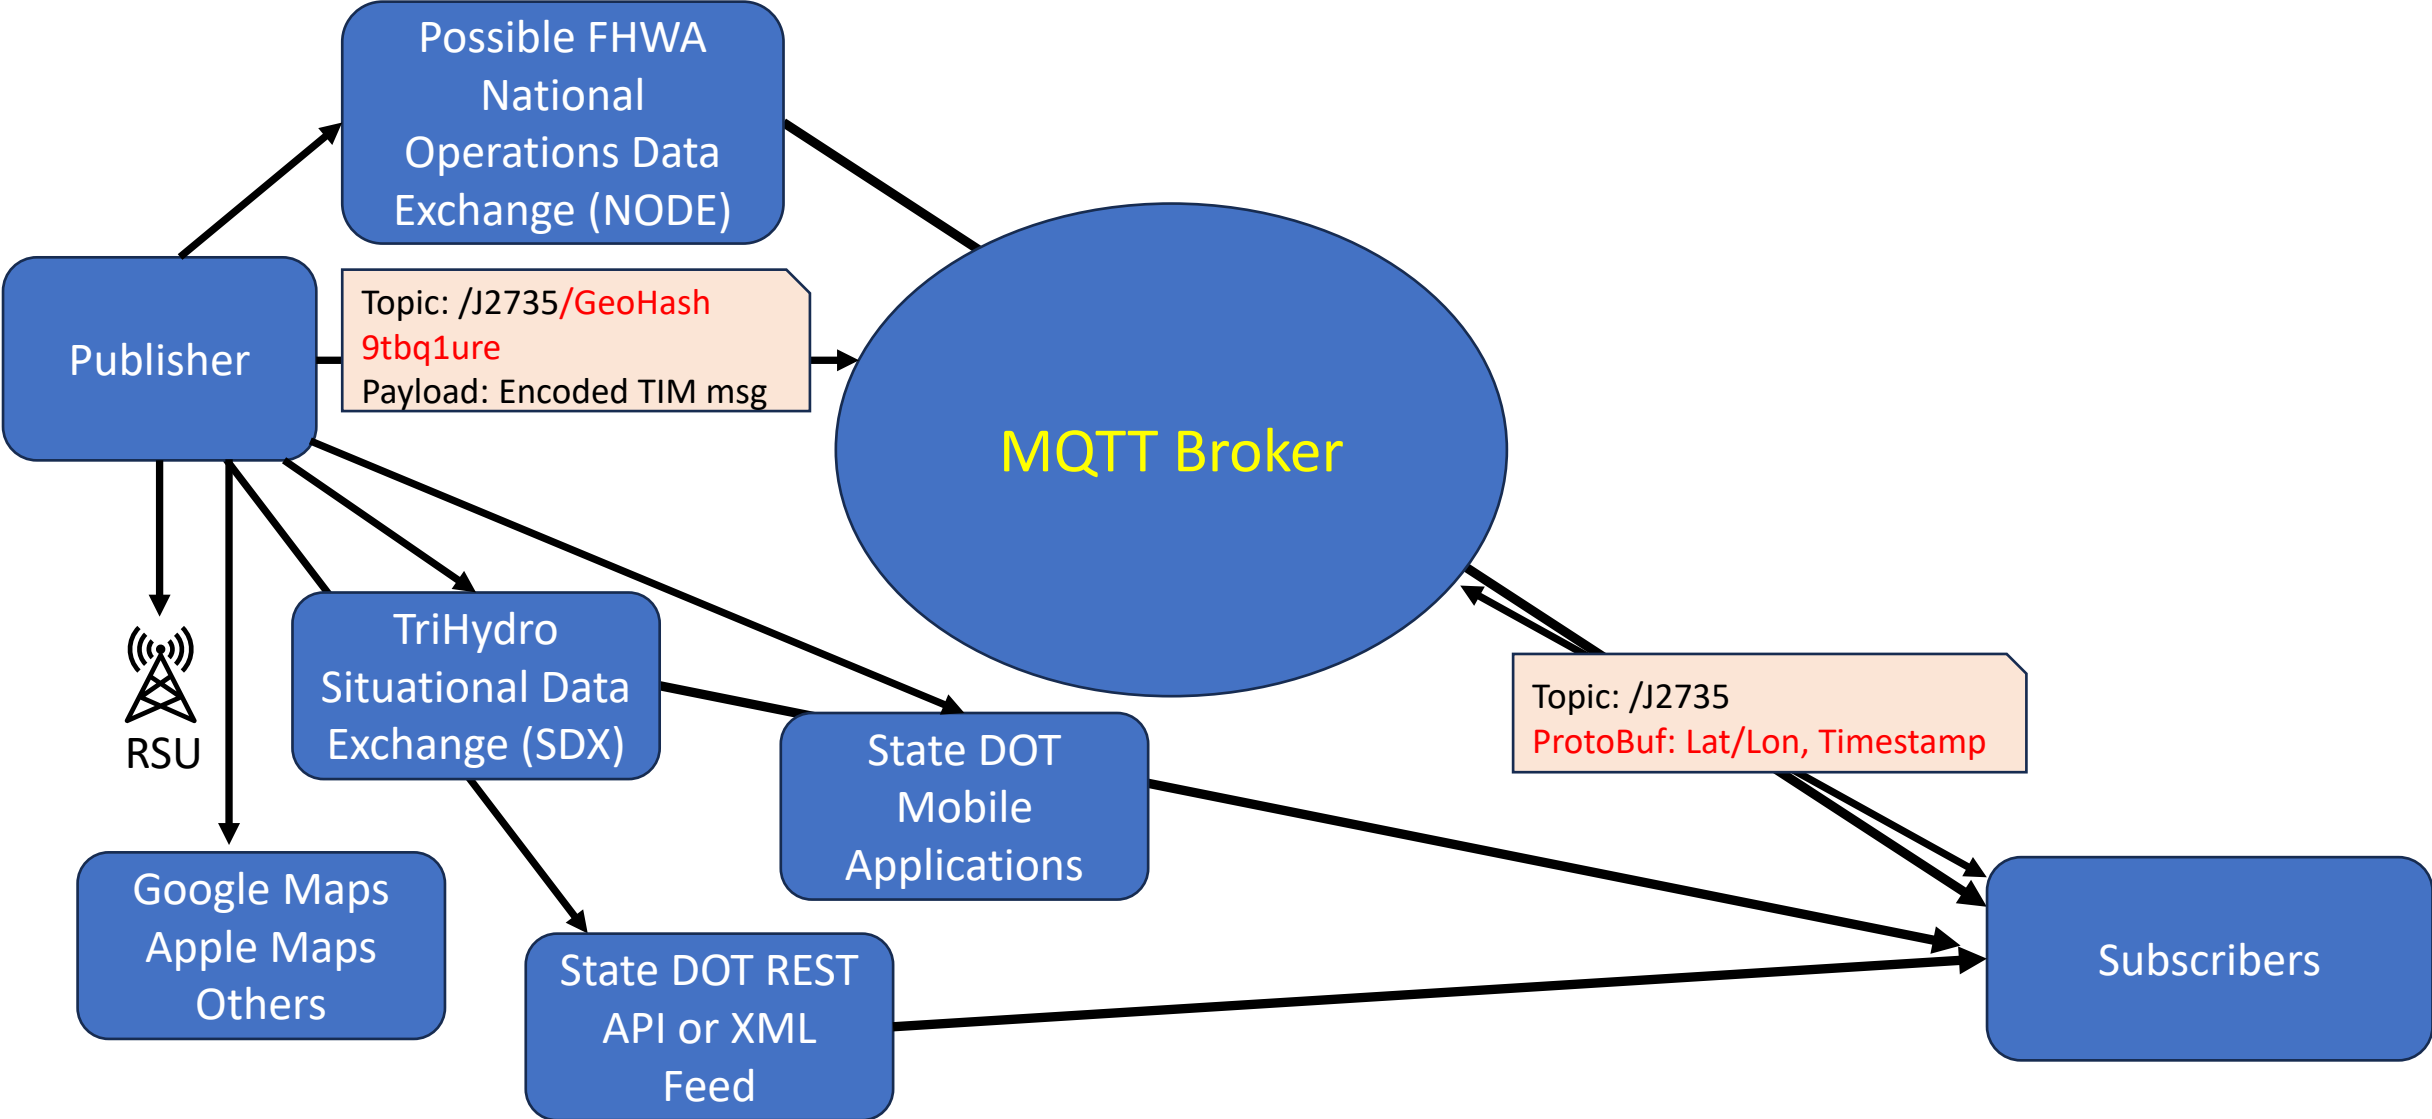 Possible FHWA
National
Operations Data
Exchange (NODE)
Publisher
Topic: /J2735/GeoHash
9tbq1ure
Payload: Encoded TIM msg
MQTT Broker
RSU
TriHydro
Situational Data
Exchange (SDX)
State DOT
Mobile
Applications
Topic: /J2735
ProtoBuf: Lat/Lon, Timestamp
Google Maps
Apple Maps
Others
State DOT REST
API or XML
Feed
Subscribers